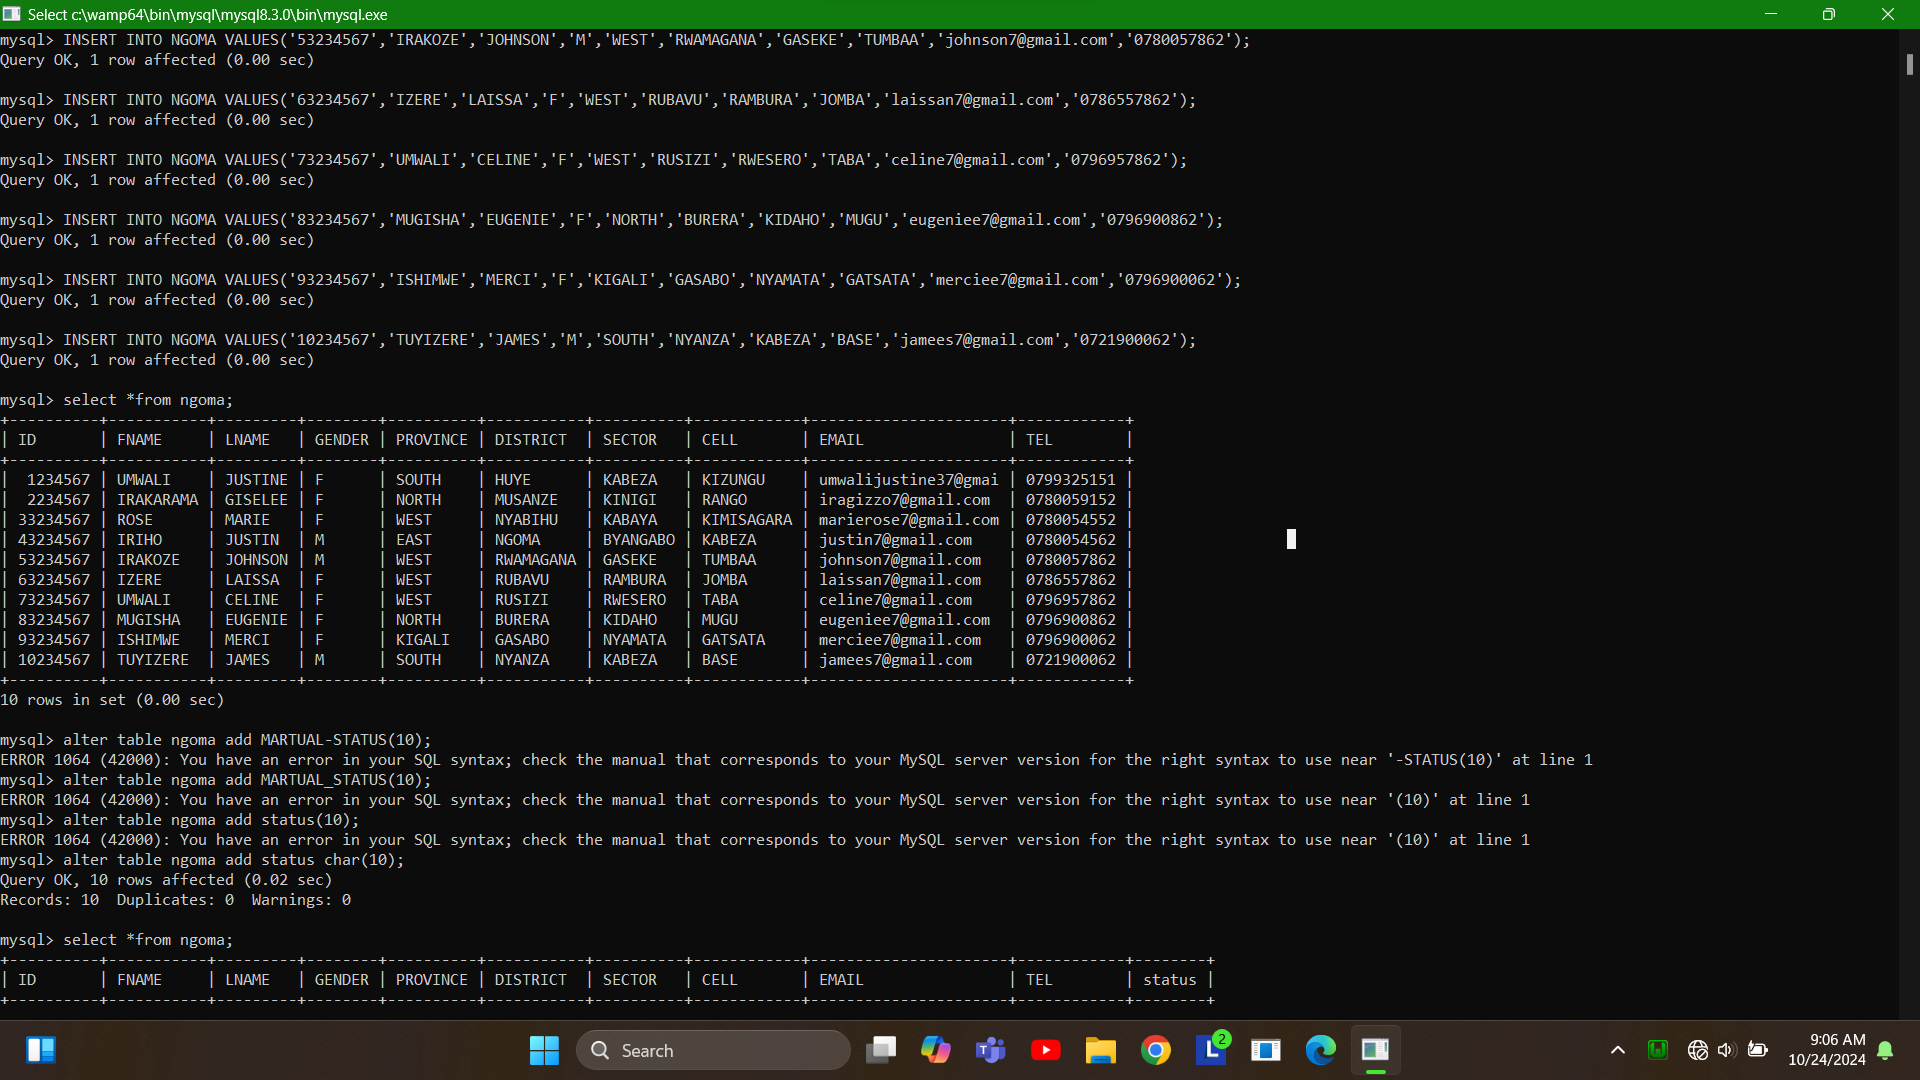 Select c:\wamp64\bin\mysql\mysql8.3.0\bin\mysql.exe
mysql> INSERT INTO NGOMA VALUES('53234567','IRAKOZE','JOHNSON','M','WEST','RWAMAGANA','GASEKE','TUMBAA','johnson7@gmail.com','0780057862');
Query OK, 1 row affected (0.00 sec)
mysql> INSERT INTO NGOMA VALUES('63234567','IZERE','LAISSA','F','WEST','RUBAVU','RAMBURA','JOMBA','laissan7@gmail.com','0786557862');
Query OK, 1 row affected (0.00 sec)
mysql> INSERT INTO NGOMA VALUES('73234567','UMWALI','CELINE','F','WEST','RUSIZI','RWESERO','TABA','celine7@gmail.com','0796957862');
Query OK, 1 row affected (0.00 sec)
mysql> INSERT INTO NGOMA VALUES('83234567','MUGISHA','EUGENIE','F','NORTH','BURERA','KIDAHO','MUGU','eugeniee7@gmail.com','0796900862');
Query OK, 1 row affected (0.00 sec)
mysql> INSERT INTO NGOMA VALUES('93234567','ISHIMWE','MERCI','F','KIGALI','GASABO','NYAMATA','GATSATA','merciee7@gmail.com','0796900062');
Query OK, 1 row affected (0.00 sec)
mysql> INSERT INTO NGOMA VALUES('10234567','TUYIZERE','JAMES','M','SOUTH','NYANZA','KABEZA','BASE','jamees7@gmail.com','0721900062');
Query OK, 1 row affected (0.00 sec)
mysql> select *from ngoma;
| ID | FNAME | LNAME | GENDER | PROVINCE | DISTRICT | SECTOR | CELL | EMAIL | TEL |
| 1234567 | UMWALI | JUSTINE | F | SOUTH | HUYE | KABEZA | KIZUNGU | umwalijustine37@gmai | 0799325151 |
| 2234567 | IRAKARAMA | GISELEE | F | NORTH | MUSANZE | KINIGI | RANGO | iragizzo7@gmail.com | 0780059152 |
| 33234567 | ROSE | MARIE | F | WEST | NYABIHU | KABAYA | KIMISAGARA | marierose7@gmail.com | 0780054552 |
| 43234567 | IRIHO | JUSTIN | M | EAST | NGOMA | BYANGABO | KABEZA | justin7@gmail.com | 0780054562 |
| 53234567 | IRAKOZE | JOHNSON | M | WEST | RWAMAGANA | GASEKE | TUMBAA | johnson7@gmail.com | 0780057862 |
| 63234567 | IZERE | LAISSA | F | WEST | RUBAVU | RAMBURA | JOMBA | laissan7@gmail.com | 0786557862 |
| 73234567 | UMWALI | CELINE | F | WEST | RUSIZI | RWESERO | TABA | celine7@gmail.com | 0796957862 |
| 83234567 | MUGISHA | EUGENIE | F | NORTH | BURERA | KIDAHO | MUGU | eugeniee7@gmail.com | 0796900862 |
| 93234567 | ISHIMWE | MERCI | F | KIGALI | GASABO | NYAMATA | GATSATA | merciee7@gmail.com | 0796900062 |
| 10234567 | TUYIZERE | JAMES | M | SOUTH | NYANZA | KABEZA | BASE | jamees7@gmail.com | 0721900062 |
10 rows in set (0.00 sec)
mysql> alter table ngoma add MARTUAL-STATUS(10);
ERROR 1064 (42000): You have an error in your SQL syntax; check the manual that corresponds to your MySQL server version for the right syntax to use near '-STATUS(10)' at line 1
mysql> alter table ngoma add MARTUAL_STATUS(10);
ERROR 1064 (42000): You have an error in your SQL syntax; check the manual that corresponds to your MySQL server version for the right syntax to use near '(10)' at line 1
mysql> alter table ngoma add status(10);
ERROR 1064 (42000): You have an error in your SQL syntax; check the manual that corresponds to your MySQL server version for the right syntax to use near '(10)' at line 1
mysql> alter table ngoma add status char(10);
Query OK, 10 rows affected (0.02 sec)
Records: 10  Duplicates: 0  Warnings: 0
mysql> select *from ngoma;
| ID | FNAME | LNAME | GENDER | PROVINCE | DISTRICT | SECTOR | CELL | EMAIL | TEL | status |
Search
2
9:06 AM
10/24/2024